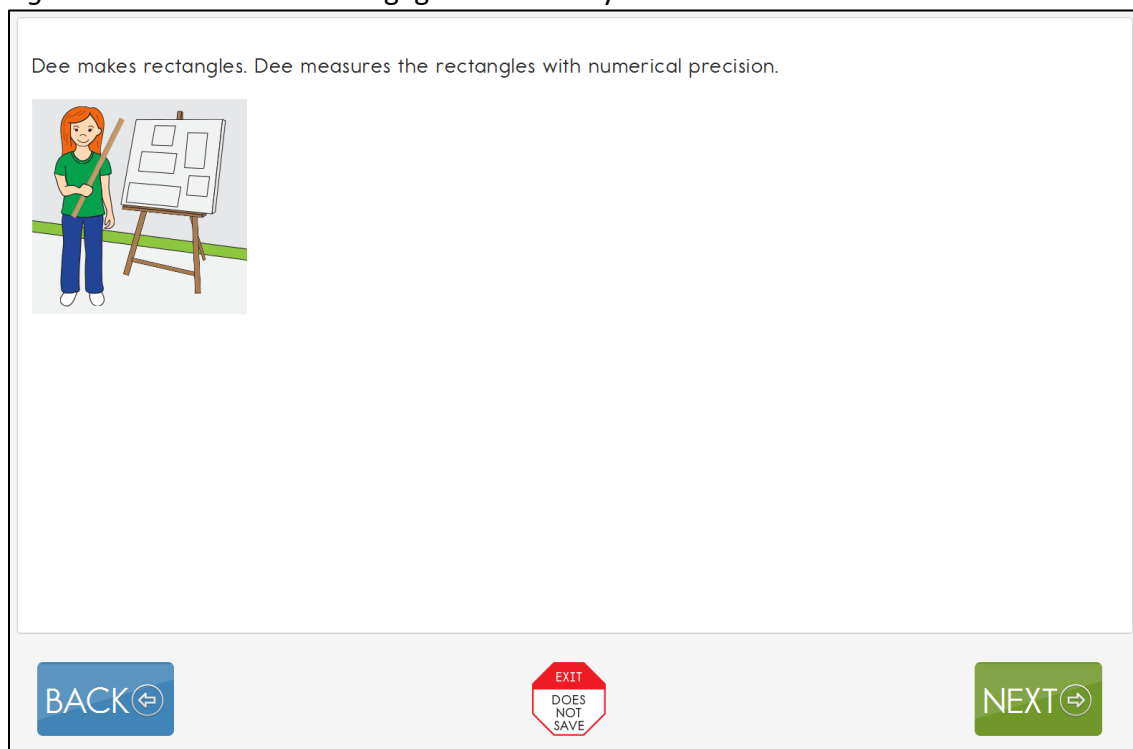 Dee makes rectangles. Dee measures the rectangles with numerical precision.
BACK
EXIT
DOES
NOT
SAVE
NEXT